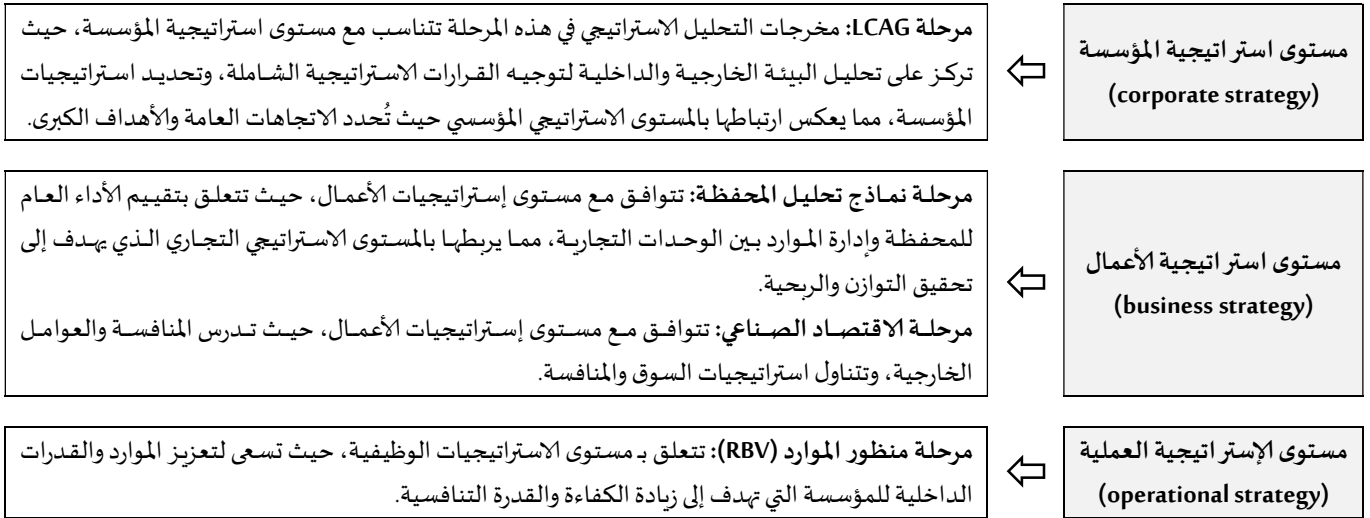 مستوى استراتيجية المؤسسة
(corporate strategy)
مرحلة LCAG: مخرجات التحليل الاستراتيجي في هذه المرحلة تتناسب مع مستوى استراتيجية المؤسسة، حيث
تركز على تحليل البيئة الخارجية والداخلية لتوجيه القرارات الاستراتيجية الشاملة، وتحديد استراتيجيات
المؤسسة، مما يعكس ارتباطها بالمستوى الاستراتيجي المؤسسي حيث تُحدد الاتجاهات العامة والأهداف الكبرى.
مستوى استراتيجية الأعمال
(business strategy)
مرحلة نماذج تحليل المحفظة: تتوافق مع مستوى إستراتيجيات الأعمال، حيث تتعلق بتقييم الأداء العام
للمحفظة وإدارة الموارد بين الوحدات التجارية، مما يربطها بالمستوى الاستراتيجي التجاري الذي يهدف إلى
تحقيق التوازن والربحية.
مرحلة الاقتصاد الصناعي: تتوافق مع مستوى إستراتيجيات الأعمال، حيث تدرس المنافسة والعوامل
الخارجية، وتتناول استراتيجيات السوق والمنافسة.
مستوى الإستراتيجية العملية
(operational strategy)
مرحلة منظور الموارد (RBV): تتعلق بـ مستوى الاستراتيجيات الوظيفية، حيث تسعى لتعزيز الموارد والقدرات
الداخلية للمؤسسة التي تهدف إلى زيادة الكفاءة والقدرة التنافسية.